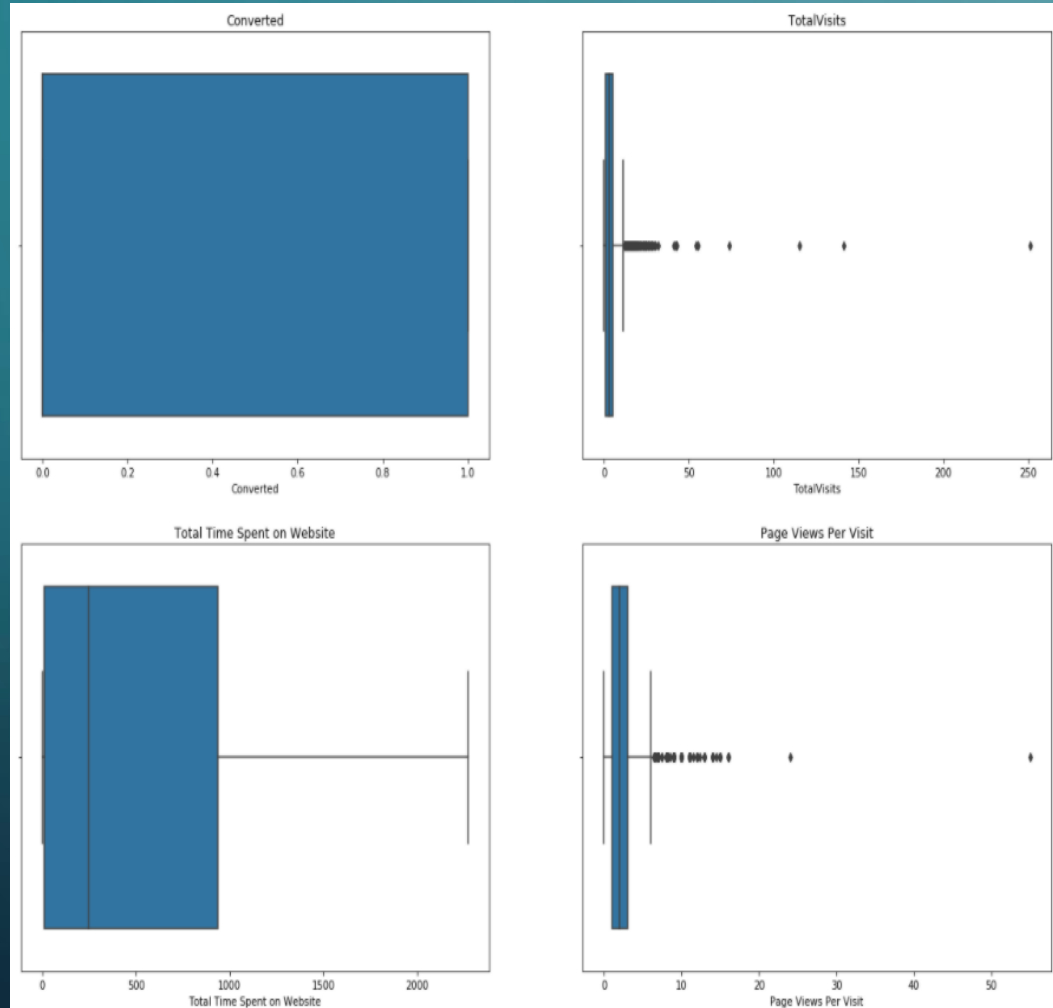 Converted
0.0 0.2 0.4 0.6 0.8 1.0
Converted
TotalVisits
0 50 100 150 200 250
TotalVisits
Total Time Spent on Website
0 500 1000 1500 2000
Total Time Spent on Website
Page Views Per Visit
0 10 20 30 40 50
Page Views Per Visit